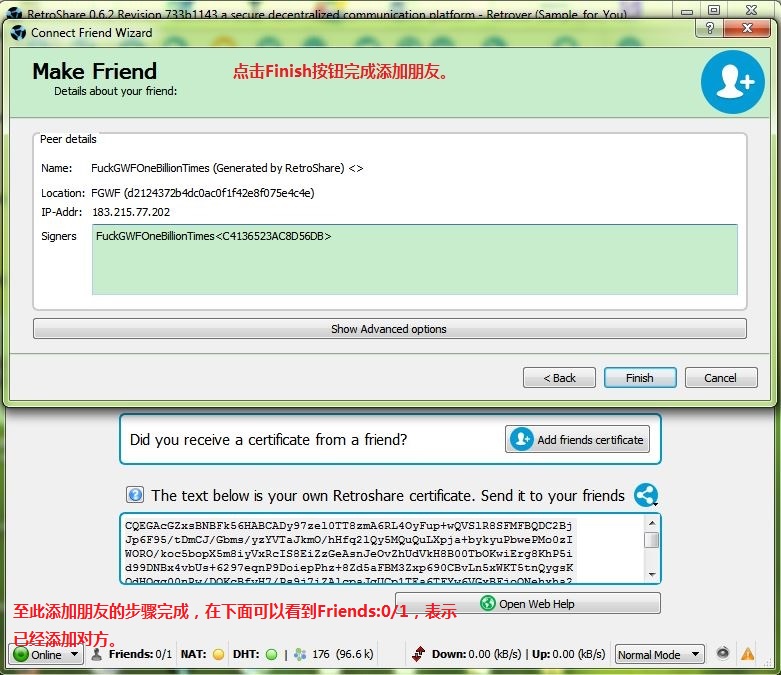 RetroShare 0.6.2 Revision 733b1143 a secure decentralized communication platform - Retrover (Sample_for_You)
Connect Friend Wizard
Make Friend
Details about your friend:
点击Finish按钮完成添加朋友。
Peer details
Name: FuckGWFOneBillionTimes (Generated by RetroShare) <>
Location: FGWF (d2124372b4dc0ac0f1f42e8f075e4c4e)
IP-Addr: 183.215.77.202
Signers FuckGWFOneBillionTimes<C4136523AC8D56DB>
Show Advanced options
< Back Finish Cancel
Did you receive a certificate from a friend? Add friends certificate
The text below is your own Retroshare certificate. Send it to your friends
CQEGAcGZxsBNBFk56HABCADy97zel0TT8zmA6RL4OyFup+wQVSlR8SFMFBQDC2Bj
Jp6F95/tDmCJ/Gbms/yzYVTaJkmO/hHfq2lQy5MQuQuLXpja+bykyuPbwePMo0zI
WORO/koc5bopX5m8iyVxRcIS8EiZzGeAsnJeOvZhUdVkH8B00TbOKwiErg8KhP5i
d99DNBx4vbUs+6297eqnP9DoiepPhz+8Zd5aFBM3Zxp690CBvLn5xWKT5tnQygsK
Open Web Help
至此添加朋友的步骤完成，在下面可以看到Friends:0/1，表示
已经添加对方。
Online Friends: 0/1 NAT: DHT: | 176 (96.6 k) Down: 0.00 (kB/s) | Up: 0.00 (kB/s) Normal Mode